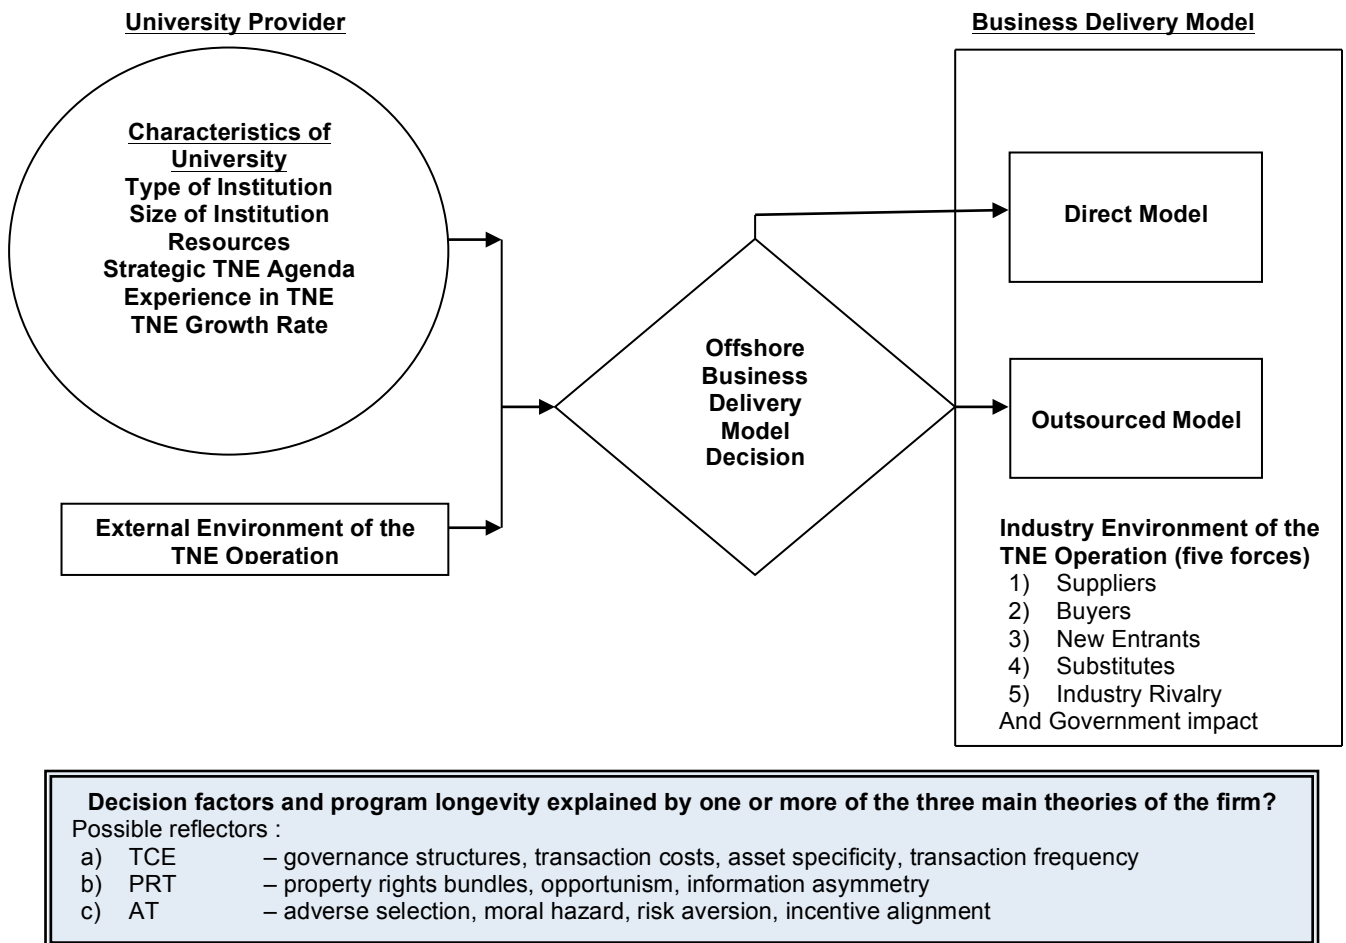 University Provider
Characteristics of
University
Type of Institution
Size of Institution
Resources
Strategic TNE Agenda
Experience in TNE
TNE Growth Rate
External Environment of the
TNE Operation
Offshore
Business
Delivery
Model
Decision
Business Delivery Model
Direct Model
Outsourced Model
Industry Environment of the
TNE Operation (five forces)
1) Suppliers
2) Buyers
3) New Entrants
4) Substitutes
5) Industry Rivalry
And Government impact
Decision factors and program longevity explained by one or more of the three main theories of the firm?
Possible reflectors :
a) TCE – governance structures, transaction costs, asset specificity, transaction frequency
b) PRT – property rights bundles, opportunism, information asymmetry
c) AT – adverse selection, moral hazard, risk aversion, incentive alignment